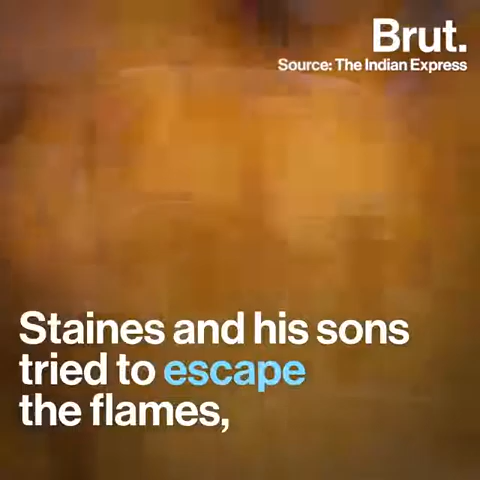 Brut.
Source: The Indian Express
Staines and his sons
tried to escape
the flames,